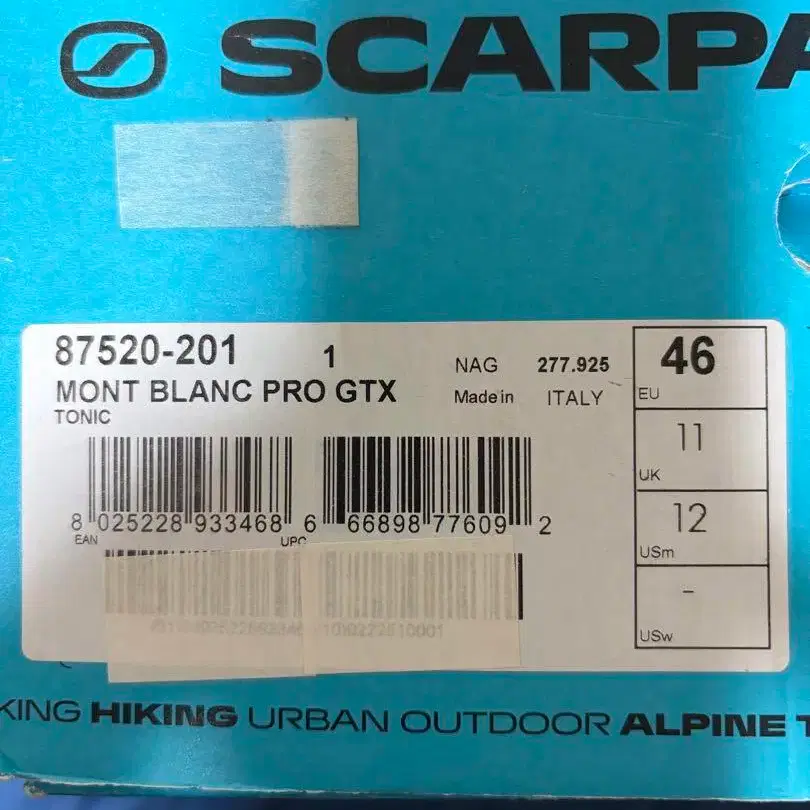 SCARPA
87520-201 1
MONT BLANC PRO GTX
TONIC
NAG 277.925
Made in ITALY
46
EU
11
UK
12
USm
-
USw
8 025228 933468
EAN
6 66898 77609 2
UPC
KING HIKING URBAN OUTDOOR ALPINE T